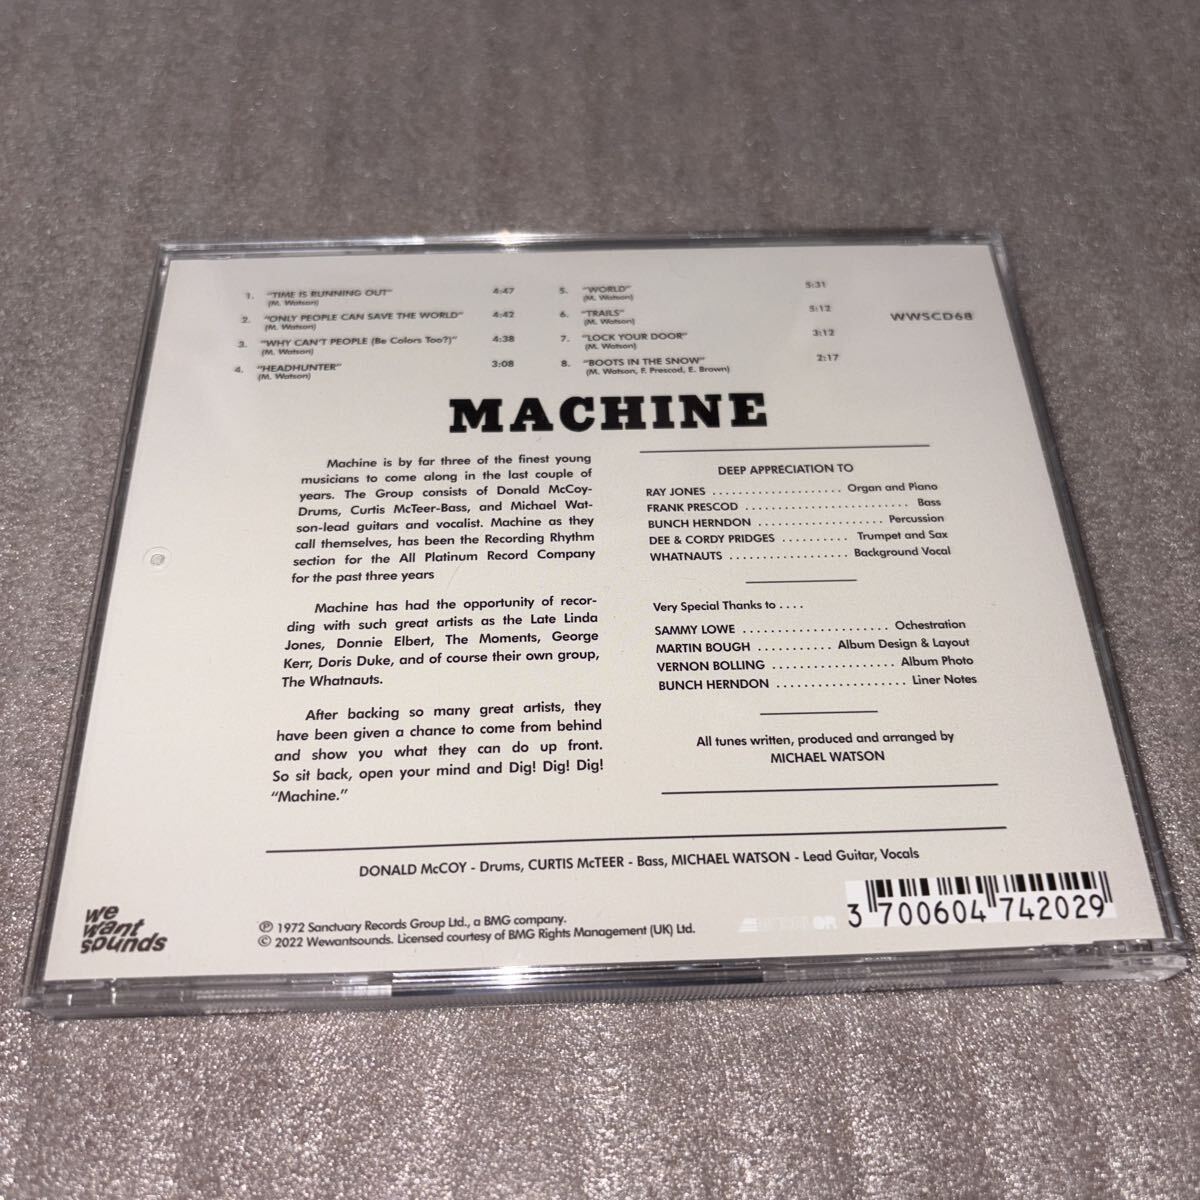 1. "TIME IS RUNNING OUT" 4:47
(M. Watson)
2. "ONLY PEOPLE CAN SAVE THE WORLD" 4:42
(M. Watson)
3. "WHY CAN'T PEOPLE (Be Colors Too?)" 4:38
(M. Watson)
4. "HEADHUNTER" 3:08
(M. Watson)
5. "WORLD" 5:31
(M. Watson)
6. "TRAILS" 5:12
(M. Watson)
7. "LOCK YOUR DOOR" 3:12
(M. Watson)
8. "BOOTS IN THE SNOW" 2:17
(M. Watson, F. Prescod, E. Brown)
WWSCD68
MACHINE
Machine is by far three of the finest young
musicians to come along in the last couple of
years. The Group consists of Donald McCoy-
Drums, Curtis McTeer-Bass, and Michael Wat-
son-lead guitars and vocalist. Machine as they
call themselves, has been the Recording Rhythm
section for the All Platinum Record Company
for the past three years
Machine has had the opportunity of recor-
ding with such great artists as the Late Linda
Jones, Donnie Elbert, The Moments, George
Kerr, Doris Duke, and of course their own group,
The Whatnauts.
After backing so many great artists, they
have been given a chance to come from behind
and show you what they can do up front.
So sit back, open your mind and Dig! Dig! Dig!
"Machine."
DEEP APPRECIATION TO
RAY JONES .................... Organ and Piano
FRANK PRESCOD ......................... Bass
BUNCH HERNDON ................... Percussion
DEE & CORDY PRIDGES .......... Trumpet and Sax
WHATNAUTS .................. Background Vocal
Very Special Thanks to ....
SAMMY LOWE .................... Ochestration
MARTIN BOUGH ........... Album Design & Layout
VERNON BOLLING ................. Album Photo
BUNCH HERNDON .................. Liner Notes
All tunes written, produced and arranged by
MICHAEL WATSON
DONALD McCOY - Drums, CURTIS McTEER - Bass, MICHAEL WATSON - Lead Guitar, Vocals
we
want
sounds
℗ 1972 Sanctuary Records Group Ltd., a BMG company.
© 2022 Wewantsounds. Licensed courtesy of BMG Rights Management (UK) Ltd.
3 700604 742029